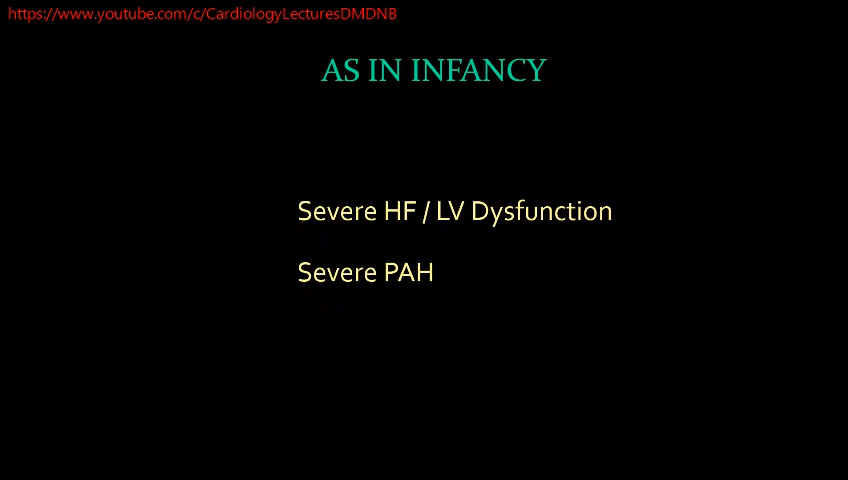 https://www.youtube.com/c/CardiologyLecturesDMDNB
AS IN INFANCY
Severe HF / LV Dysfunction
Severe PAH